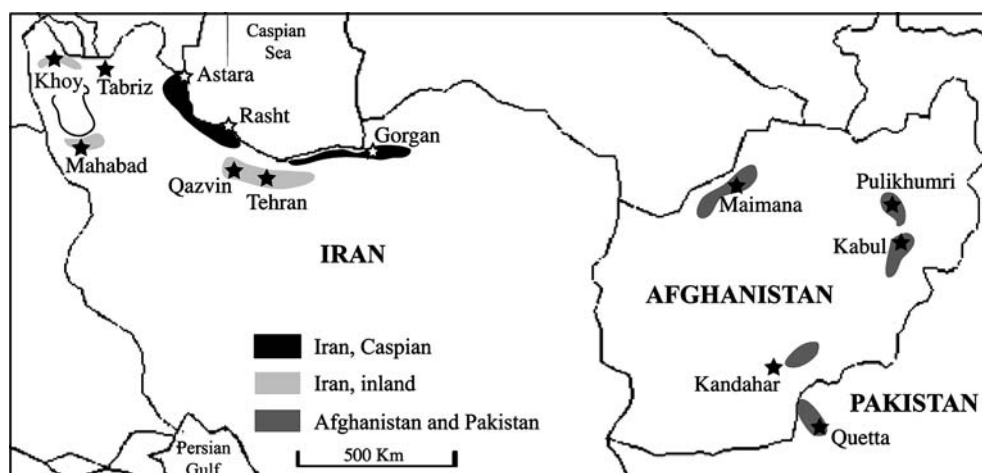 Caspian
Sea
Khoy
Tabriz
Astara
Rasht
Gorgan
Mahabad
Qazvin
Tehran
Maimana
Pulikhumri
Kabul
IRAN
AFGHANISTAN
Iran, Caspian
Iran, inland
Afghanistan and Pakistan
Kandahar
PAKISTAN
Quetta
Persian
Gulf
500 Km